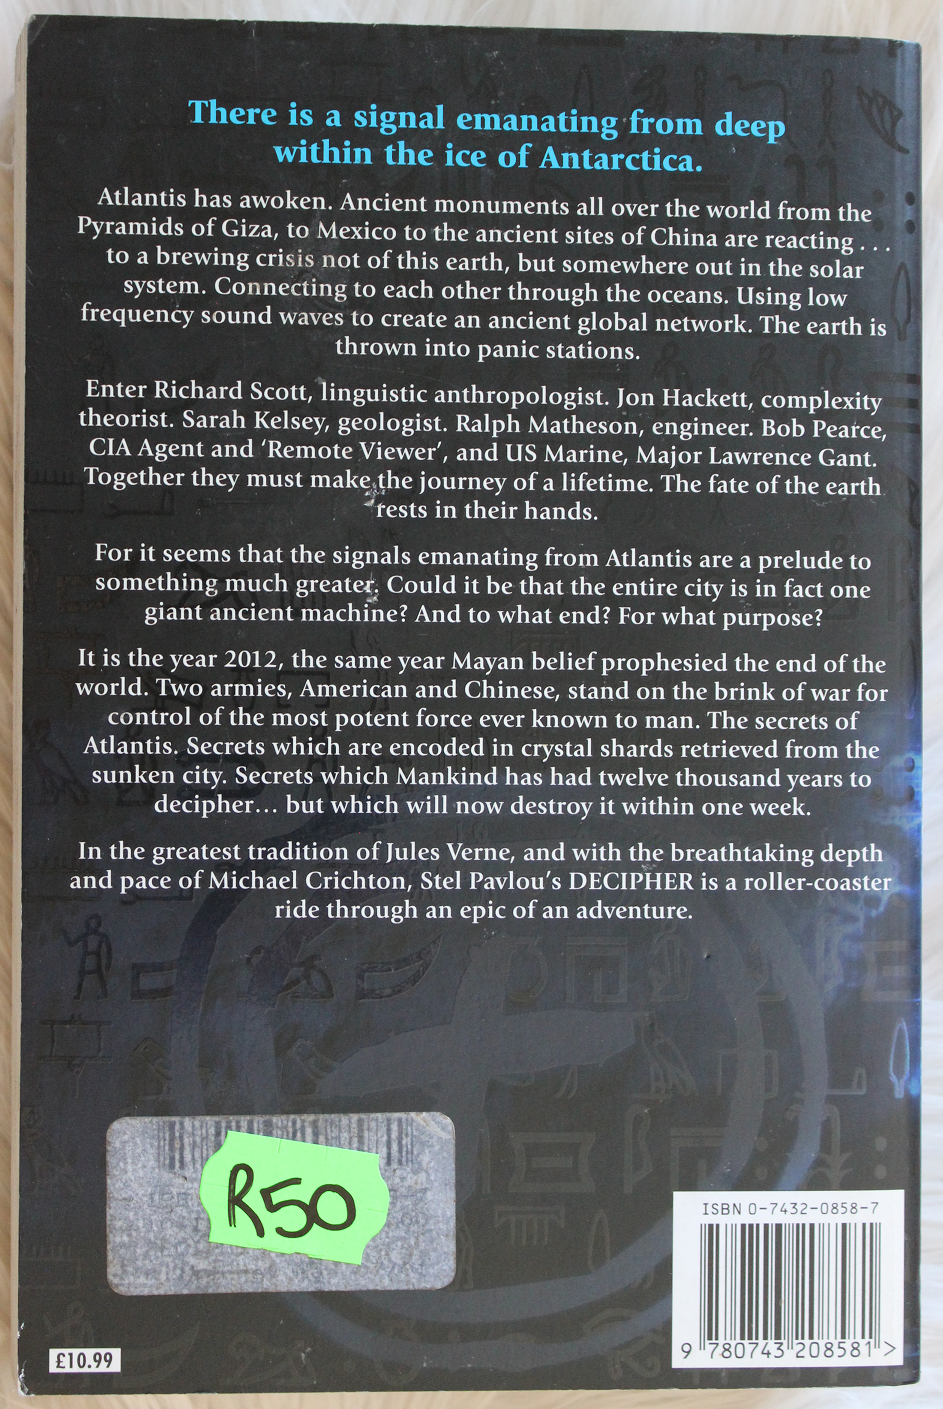 There is a signal emanating from deep
within the ice of Antarctica.
Atlantis has awoken. Ancient monuments all over the world from the
Pyramids of Giza, to Mexico to the ancient sites of China are reacting . . .
to a brewing crisis not of this earth, but somewhere out in the solar
system. Connecting to each other through the oceans. Using low
frequency sound waves to create an ancient global network. The earth is
thrown into panic stations.
Enter Richard Scott, linguistic anthropologist. Jon Hackett, complexity
theorist. Sarah Kelsey, geologist. Ralph Matheson, engineer. Bob Pearce,
CIA Agent and ‘Remote Viewer’, and US Marine, Major Lawrence Gant.
Together they must make the journey of a lifetime. The fate of the earth
rests in their hands.
For it seems that the signals emanating from Atlantis are a prelude to
something much greater. Could it be that the entire city is in fact one
giant ancient machine? And to what end? For what purpose?
It is the year 2012, the same year Mayan belief prophesied the end of the
world. Two armies, American and Chinese, stand on the brink of war for
control of the most potent force ever known to man. The secrets of
Atlantis. Secrets which are encoded in crystal shards retrieved from the
sunken city. Secrets which Mankind has had twelve thousand years to
decipher… but which will now destroy it within one week.
In the greatest tradition of Jules Verne, and with the breathtaking depth
and pace of Michael Crichton, Stel Pavlou’s DECIPHER is a roller-coaster
ride through an epic of an adventure.
R50
ISBN 0-7432-0858-7
9 780743 208581 >
£10.99